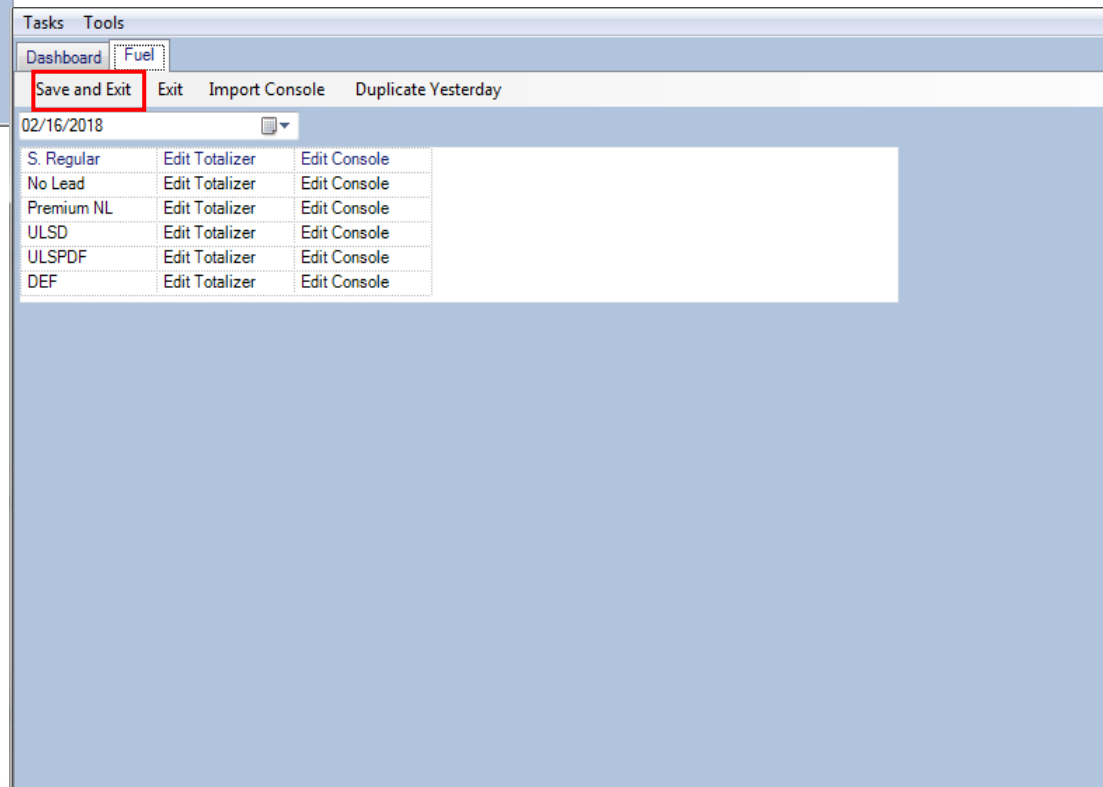 Tasks Tools
Dashboard Fuel
Save and Exit Exit Import Console Duplicate Yesterday
02/16/2018
S. Regular Edit Totalizer Edit Console
No Lead Edit Totalizer Edit Console
Premium NL Edit Totalizer Edit Console
ULSD Edit Totalizer Edit Console
ULSPDF Edit Totalizer Edit Console
DEF Edit Totalizer Edit Console